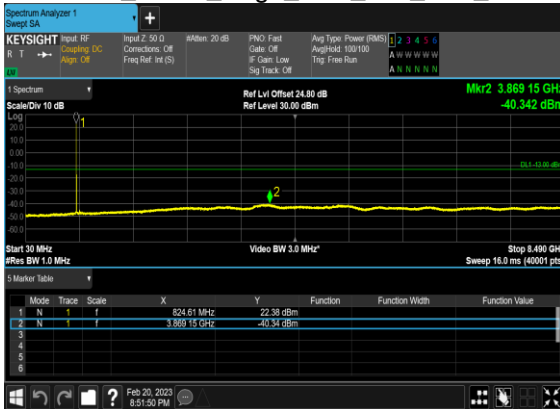 Spectrum Analyzer 1
Swept SA
+
KEYSIGHT Input: RF Input Z: 50 Ω #Atten: 20 dB PNO: Fast Avg Type: Power (RMS) 1 2 3 4 5 6
R T Coupling: DC Corrections: Off Gate: Off Avg|Hold: 100/100 A W W W W W
Align: Off Freq Ref: Int (S) IF Gain: Low Trig: Free Run
LXI Sig Track: Off A N N N N N
1 Spectrum Ref Lvl Offset 24.80 dB Mkr2 3.869 15 GHz
Scale/Div 10 dB Ref Level 30.00 dBm -40.342 dBm
Log
1
20.0
10.0
0.00
-10.0
DL1 -13.00 dBm
-20.0
-30.0
2
-40.0
-50.0
-60.0
Start 30 MHz Video BW 3.0 MHz* Stop 8.490 GH
#Res BW 1.0 MHz Sweep 16.0 ms (40001 pts
5 Marker Table
Mode Trace Scale X Y Function Function Width Function Value
1 N 1 f 824.61 MHz 22.38 dBm
2 N 1 f 3.869 15 GHz -40.34 dBm
3
4
5
6
? Feb 20, 2023
8:51:50 PM